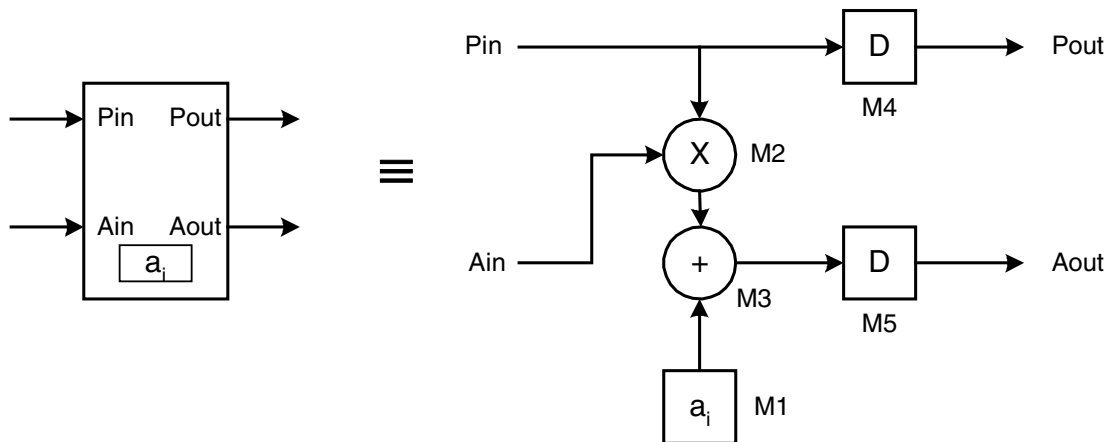 Pin Pout
Ain Aout
a_i
≡
Pin
D
Pout
M4
X
M2
Ain
+
M3
D
Aout
M5
a_i
M1